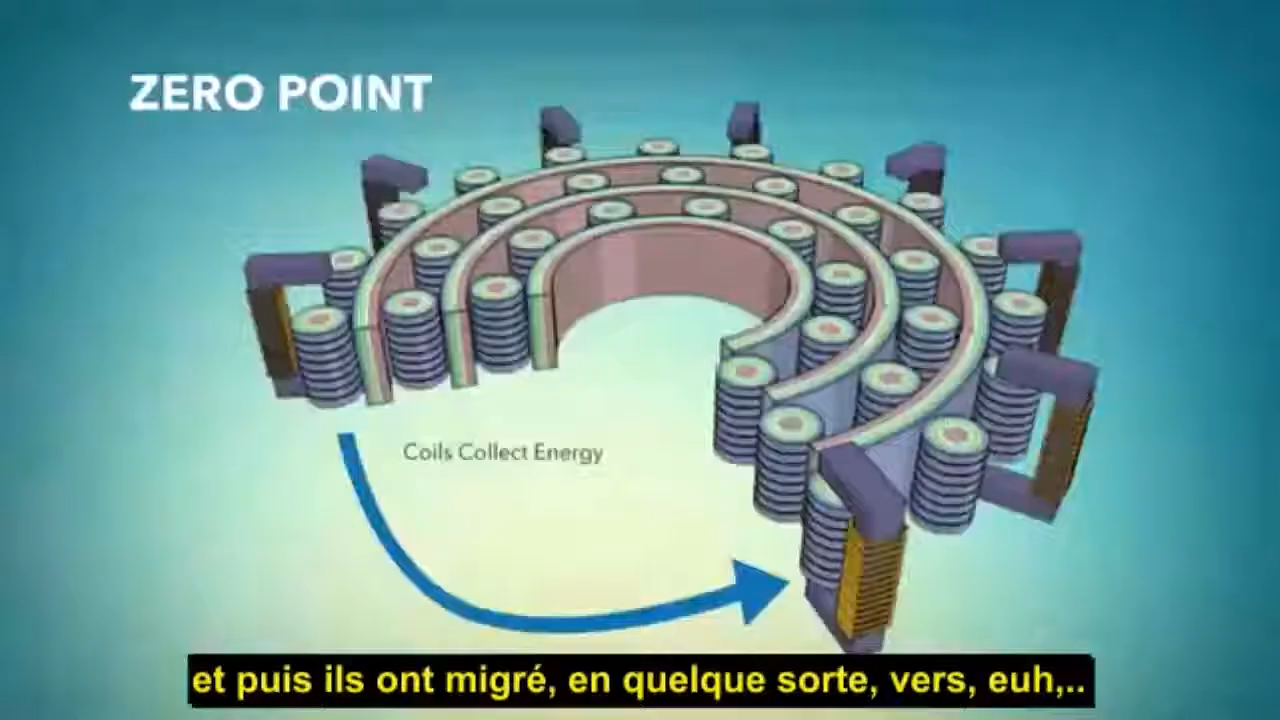 ZERO POINT
Coils Collect Energy
et puis ils ont migré, en quelque sorte, vers, euh,..